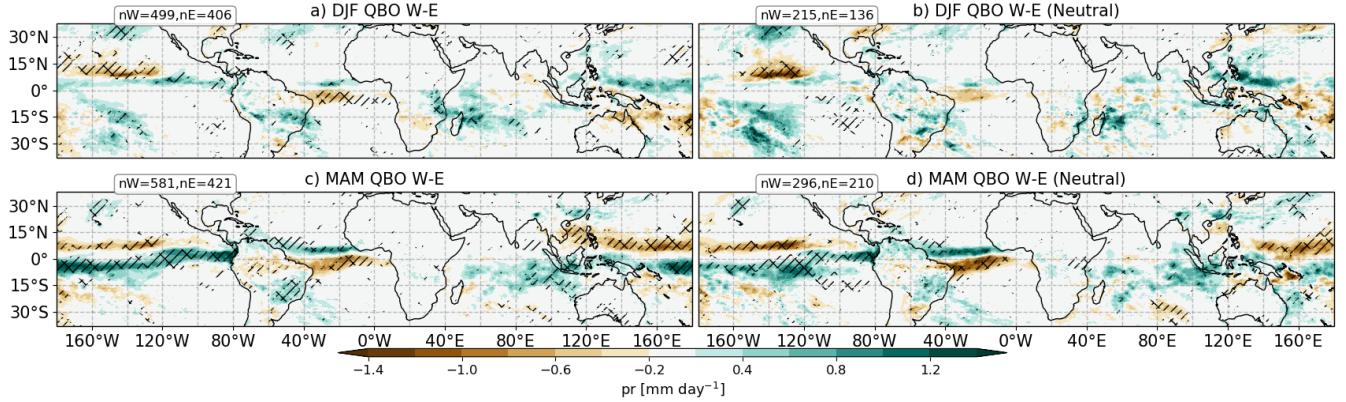 nW=499,nE=406
a) DJF QBO W-E
nW=215,nE=136
b) DJF QBO W-E (Neutral)
30°N
15°N
0°
15°S
30°S
nW=581,nE=421
c) MAM QBO W-E
nW=296,nE=210
d) MAM QBO W-E (Neutral)
30°N
15°N
0°
15°S
30°S
160°W 120°W 80°W 40°W 0°W 40°E 80°E 120°E 160°E 160°W 120°W 80°W 40°W 0°W 40°E 80°E 120°E 160°E
−1.4 −1.0 −0.6 −0.2 0.4 0.8 1.2
pr [mm day⁻¹]